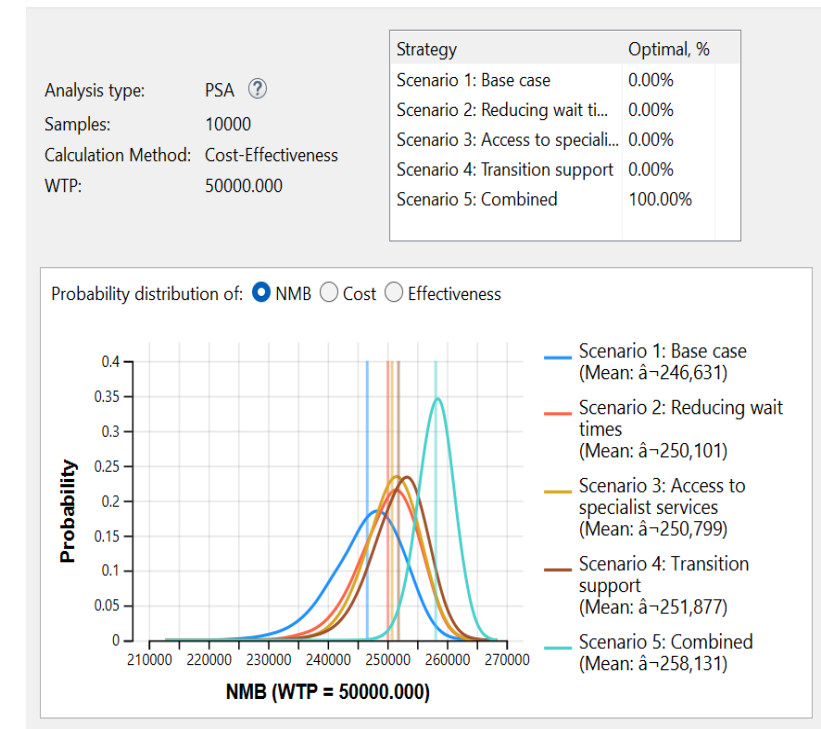 Analysis type: PSA ?
Samples: 10000
Calculation Method: Cost-Effectiveness
WTP: 50000.000
Strategy Optimal, %
Scenario 1: Base case 0.00%
Scenario 2: Reducing wait ti... 0.00%
Scenario 3: Access to speciali... 0.00%
Scenario 4: Transition support 0.00%
Scenario 5: Combined 100.00%
Probability distribution of: NMB Cost Effectiveness
0.4
0.35
0.3
0.25
0.2
0.15
0.1
0.05
0
Probability
210000 220000 230000 240000 250000 260000 270000
NMB (WTP = 50000.000)
Scenario 1: Base case
(Mean: â¬246,631)
Scenario 2: Reducing wait
times
(Mean: â¬250,101)
Scenario 3: Access to
specialist services
(Mean: â¬250,799)
Scenario 4: Transition
support
(Mean: â¬251,877)
Scenario 5: Combined
(Mean: â¬258,131)